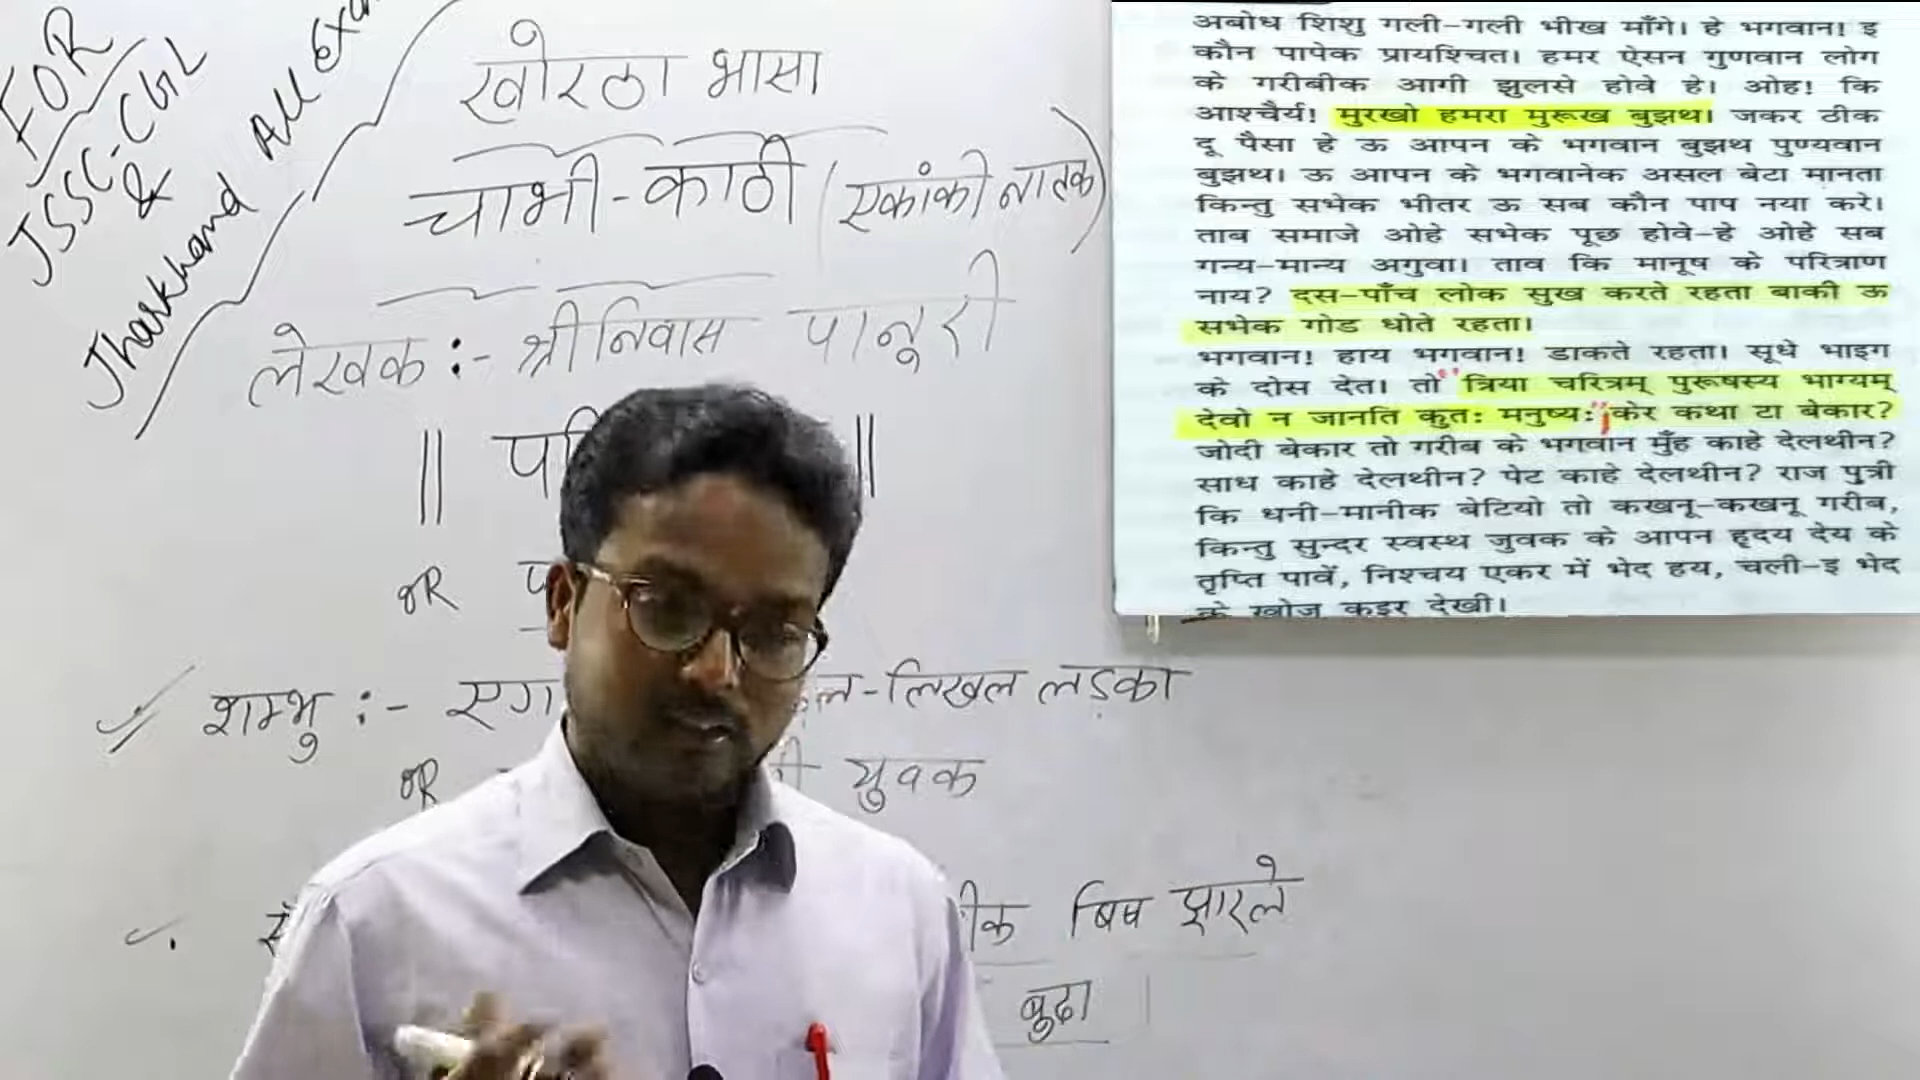 FOR
JSSC-CGL
&
Jharkhand All Exam
खोरठा भासा
चाभी-काठी (एकांकी नाटक)
लेखक :- श्रीनिवास पानूरी
||
||
OR
शम्भु :- एगो
-लिखल लड़का
OR
युवक
बिष झारले
बुढ़ा |
अबोध शिशु गली-गली भीख माँगे। हे भगवान! इ
कौन पापेक प्रायश्चित। हमर ऐसन गुणवान लोग
के गरीबीक आगी झुलसे होवे हे। ओह! कि
आश्चैर्य! मुरखो हमरा मुरूख बुझथ। जकर ठीक
दू पैसा हे ऊ आपन के भगवान बुझथ पुण्यवान
बुझथ। ऊ आपन के भगवानेक असल बेटा मानता
किन्तु सभेक भीतर ऊ सब कौन पाप नया करे।
ताब समाजे ओहे सभेक पूछ होवे-हे ओहे सब
गन्य-मान्य अगुवा। ताव कि मानूष के परित्राण
नाय? दस-पाँच लोक सुख करते रहता बाकी ऊ
सभेक गोड धोते रहता।
भगवान! हाय भगवान! डाकते रहता। सूधे भाइग
के दोस देत। तो "त्रिया चरित्रम् पुरूषस्य भाग्यम्
देवो न जानति कुतः मनुष्यः" केर कथा टा बेकार?
जोदी बेकार तो गरीब के भगवान मुँह काहे देलथीन?
साध काहे देलथीन? पेट काहे देलथीन? राज पुत्री
कि धनी-मानीक बेटियो तो कखनू-कखनू गरीब,
किन्तु सुन्दर स्वस्थ जुवक के आपन हृदय देय के
तृप्ति पावें, निश्चय एकर में भेद हय, चली-इ भेद
के खोज कइर देखी।